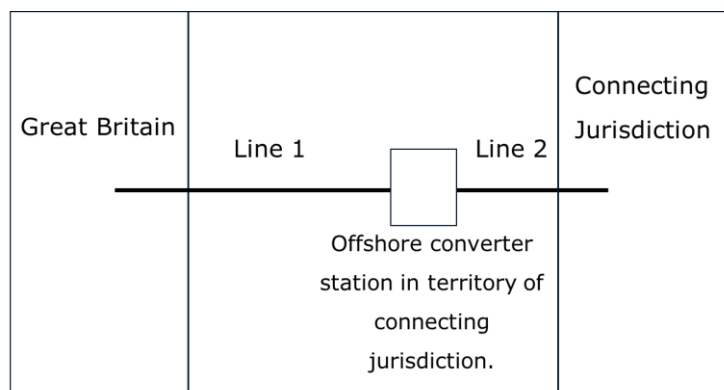 Great Britain
Line 1
Line 2
Connecting
Jurisdiction
Offshore converter
station in territory of
connecting
jurisdiction.